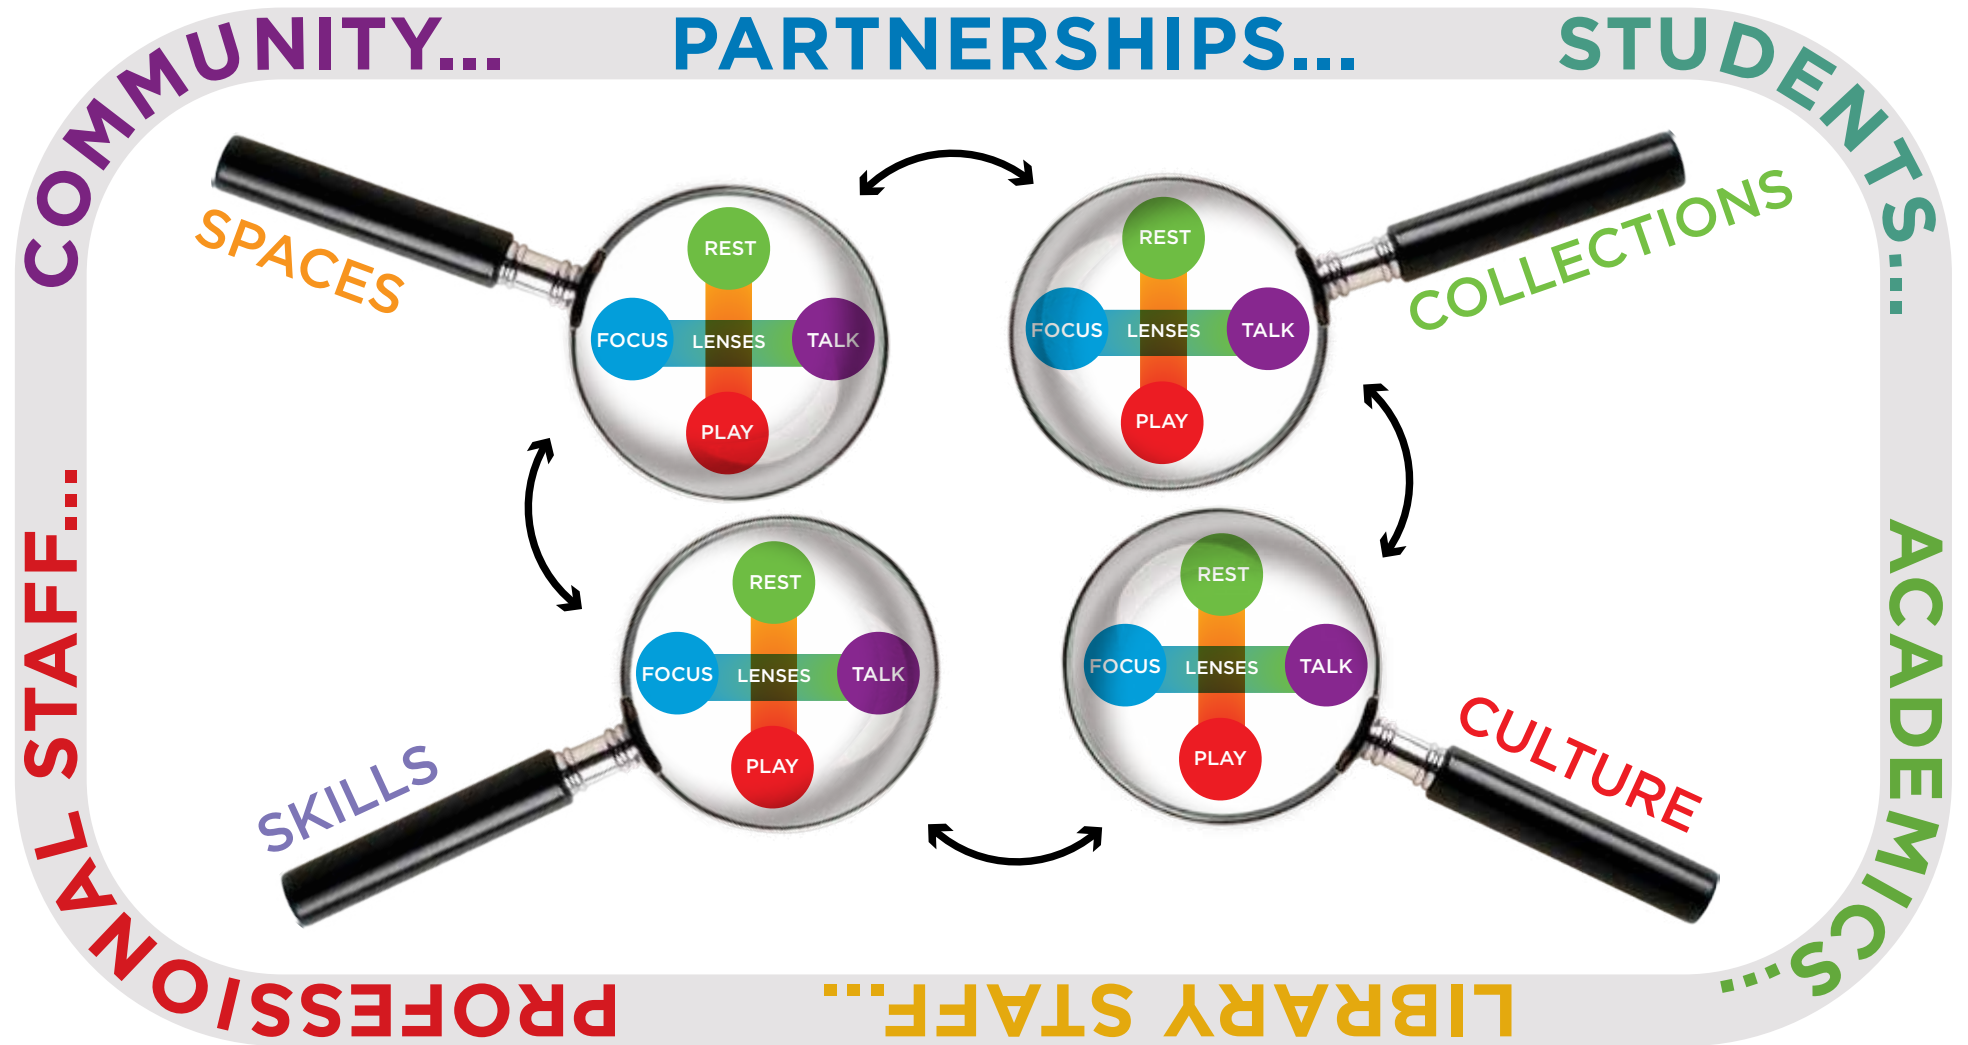 COMMUNITY...
PARTNERSHIPS...
STUDENTS...
ACADEMICS...
LIBRARY STAFF...
PROFESSIONAL STAFF...
SPACES
REST
FOCUS
LENSES
TALK
PLAY
COLLECTIONS
REST
FOCUS
LENSES
TALK
PLAY
SKILLS
REST
FOCUS
LENSES
TALK
PLAY
CULTURE
REST
FOCUS
LENSES
TALK
PLAY